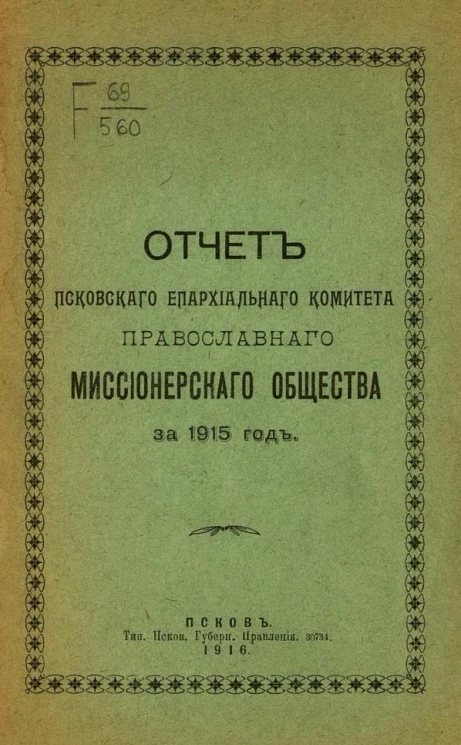 F 69
560
ОТЧЕТЪ
ПСКОВСКАГО ЕПАРХІАЛЬНАГО КОМИТЕТА
ПРАВОСЛАВНАГО
МИССІОНЕРСКАГО ОБЩЕСТВА
за 1915 годъ.
ПСКОВЪ.
Тип. Псков. Губерн. Правленія. 30734.
1916.